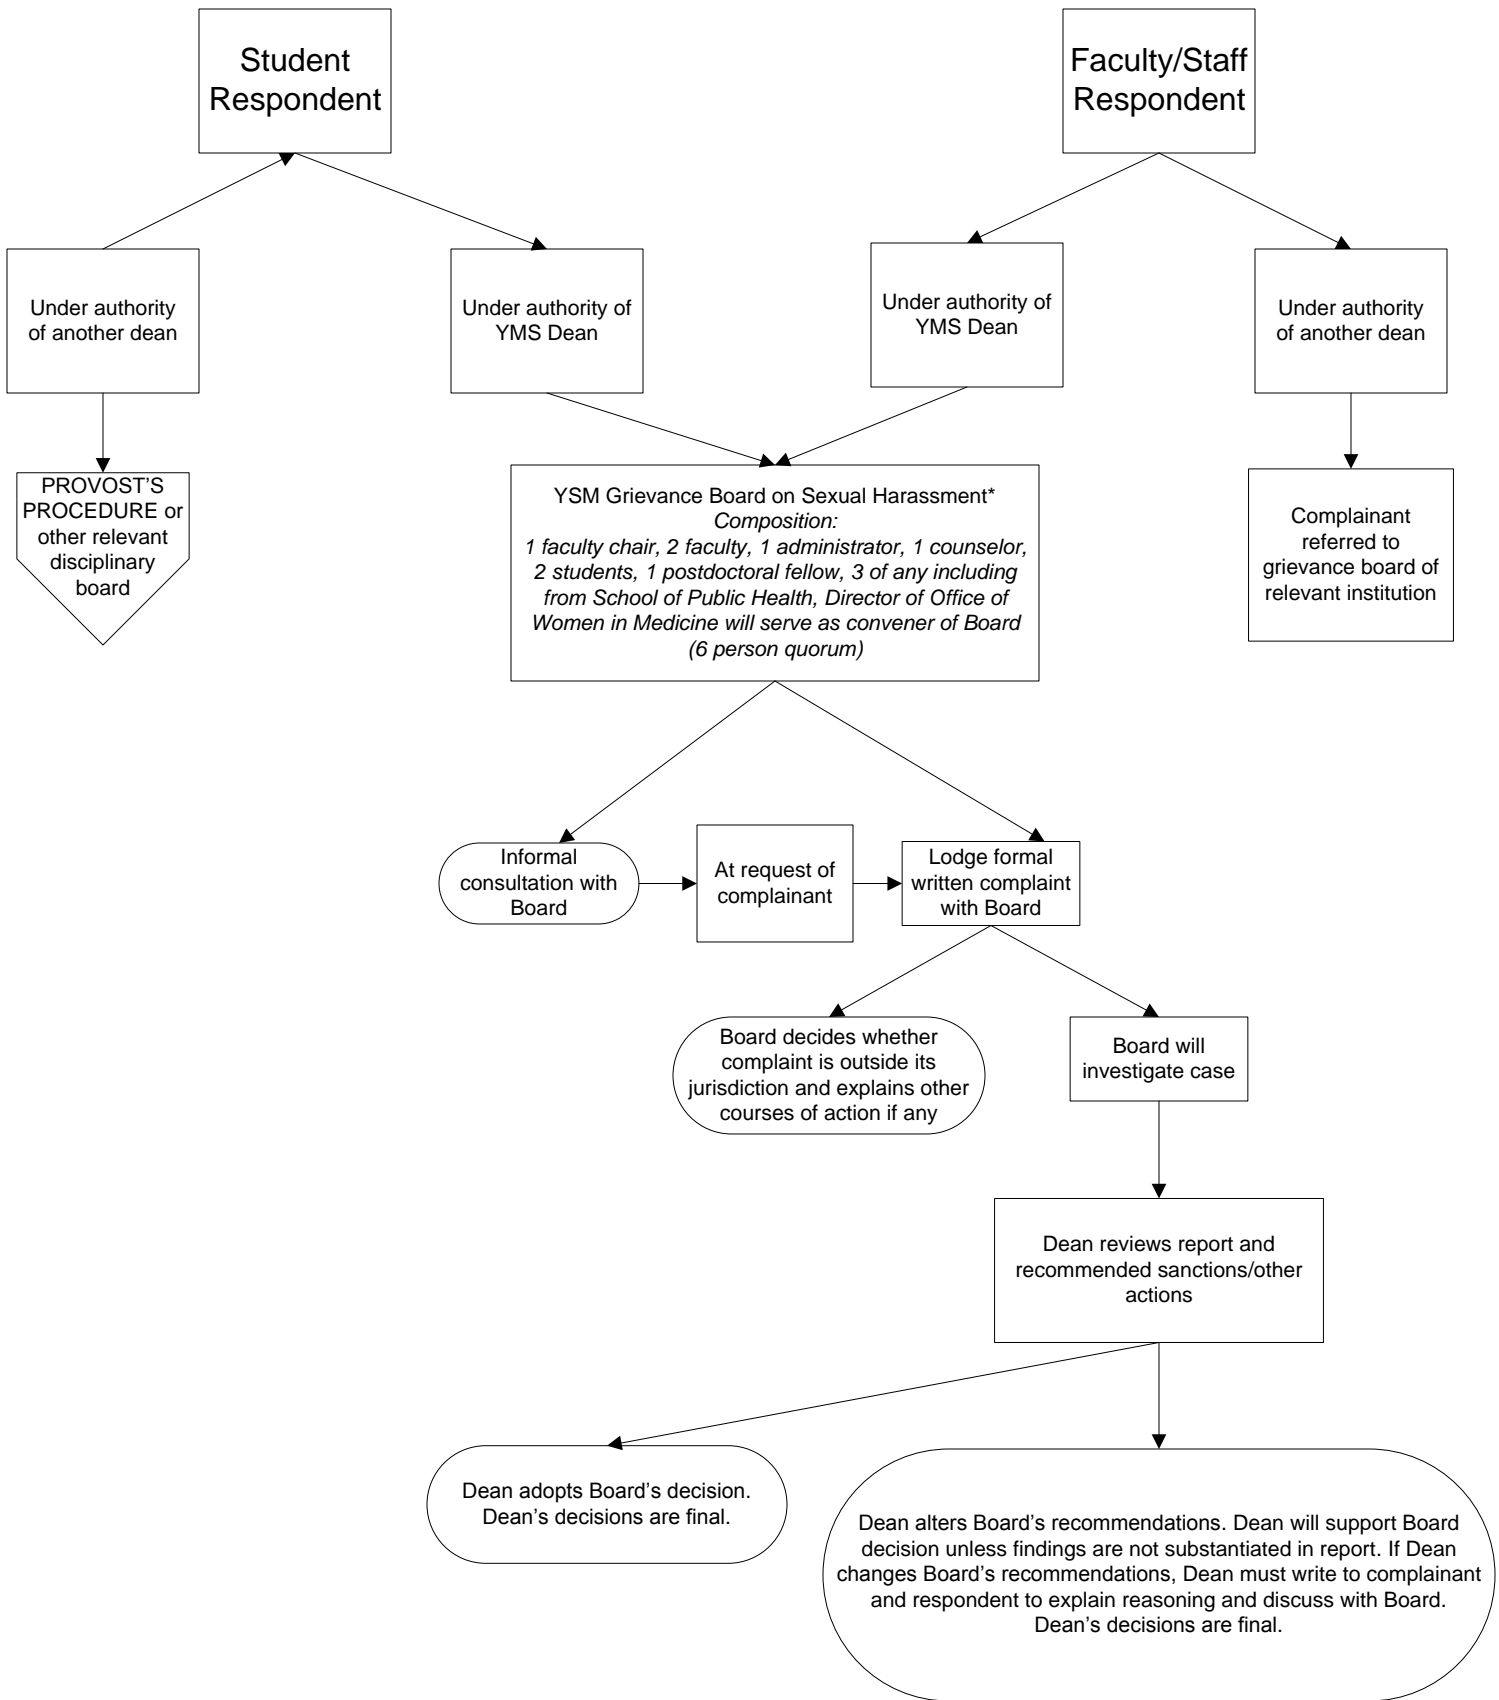 Student
Respondent
Faculty/Staff
Respondent
Under authority
of another dean
Under authority of
YMS Dean
Under authority of
YMS Dean
Under authority
of another dean
PROVOST’S
PROCEDURE or
other relevant
disciplinary
board
YSM Grievance Board on Sexual Harassment*
Composition:
1 faculty chair, 2 faculty, 1 administrator, 1 counselor,
2 students, 1 postdoctoral fellow, 3 of any including
from School of Public Health, Director of Office of
Women in Medicine will serve as convener of Board
(6 person quorum)
Complainant
referred to
grievance board of
relevant institution
Informal
consultation with
Board
At request of
complainant
Lodge formal
written complaint
with Board
Board decides whether
complaint is outside its
jurisdiction and explains other
courses of action if any
Board will
investigate case
Dean reviews report and
recommended sanctions/other
actions
Dean adopts Board’s decision.
Dean’s decisions are final.
Dean alters Board’s recommendations. Dean will support Board
decision unless findings are not substantiated in report. If Dean
changes Board’s recommendations, Dean must write to complainant
and respondent to explain reasoning and discuss with Board.
Dean’s decisions are final.